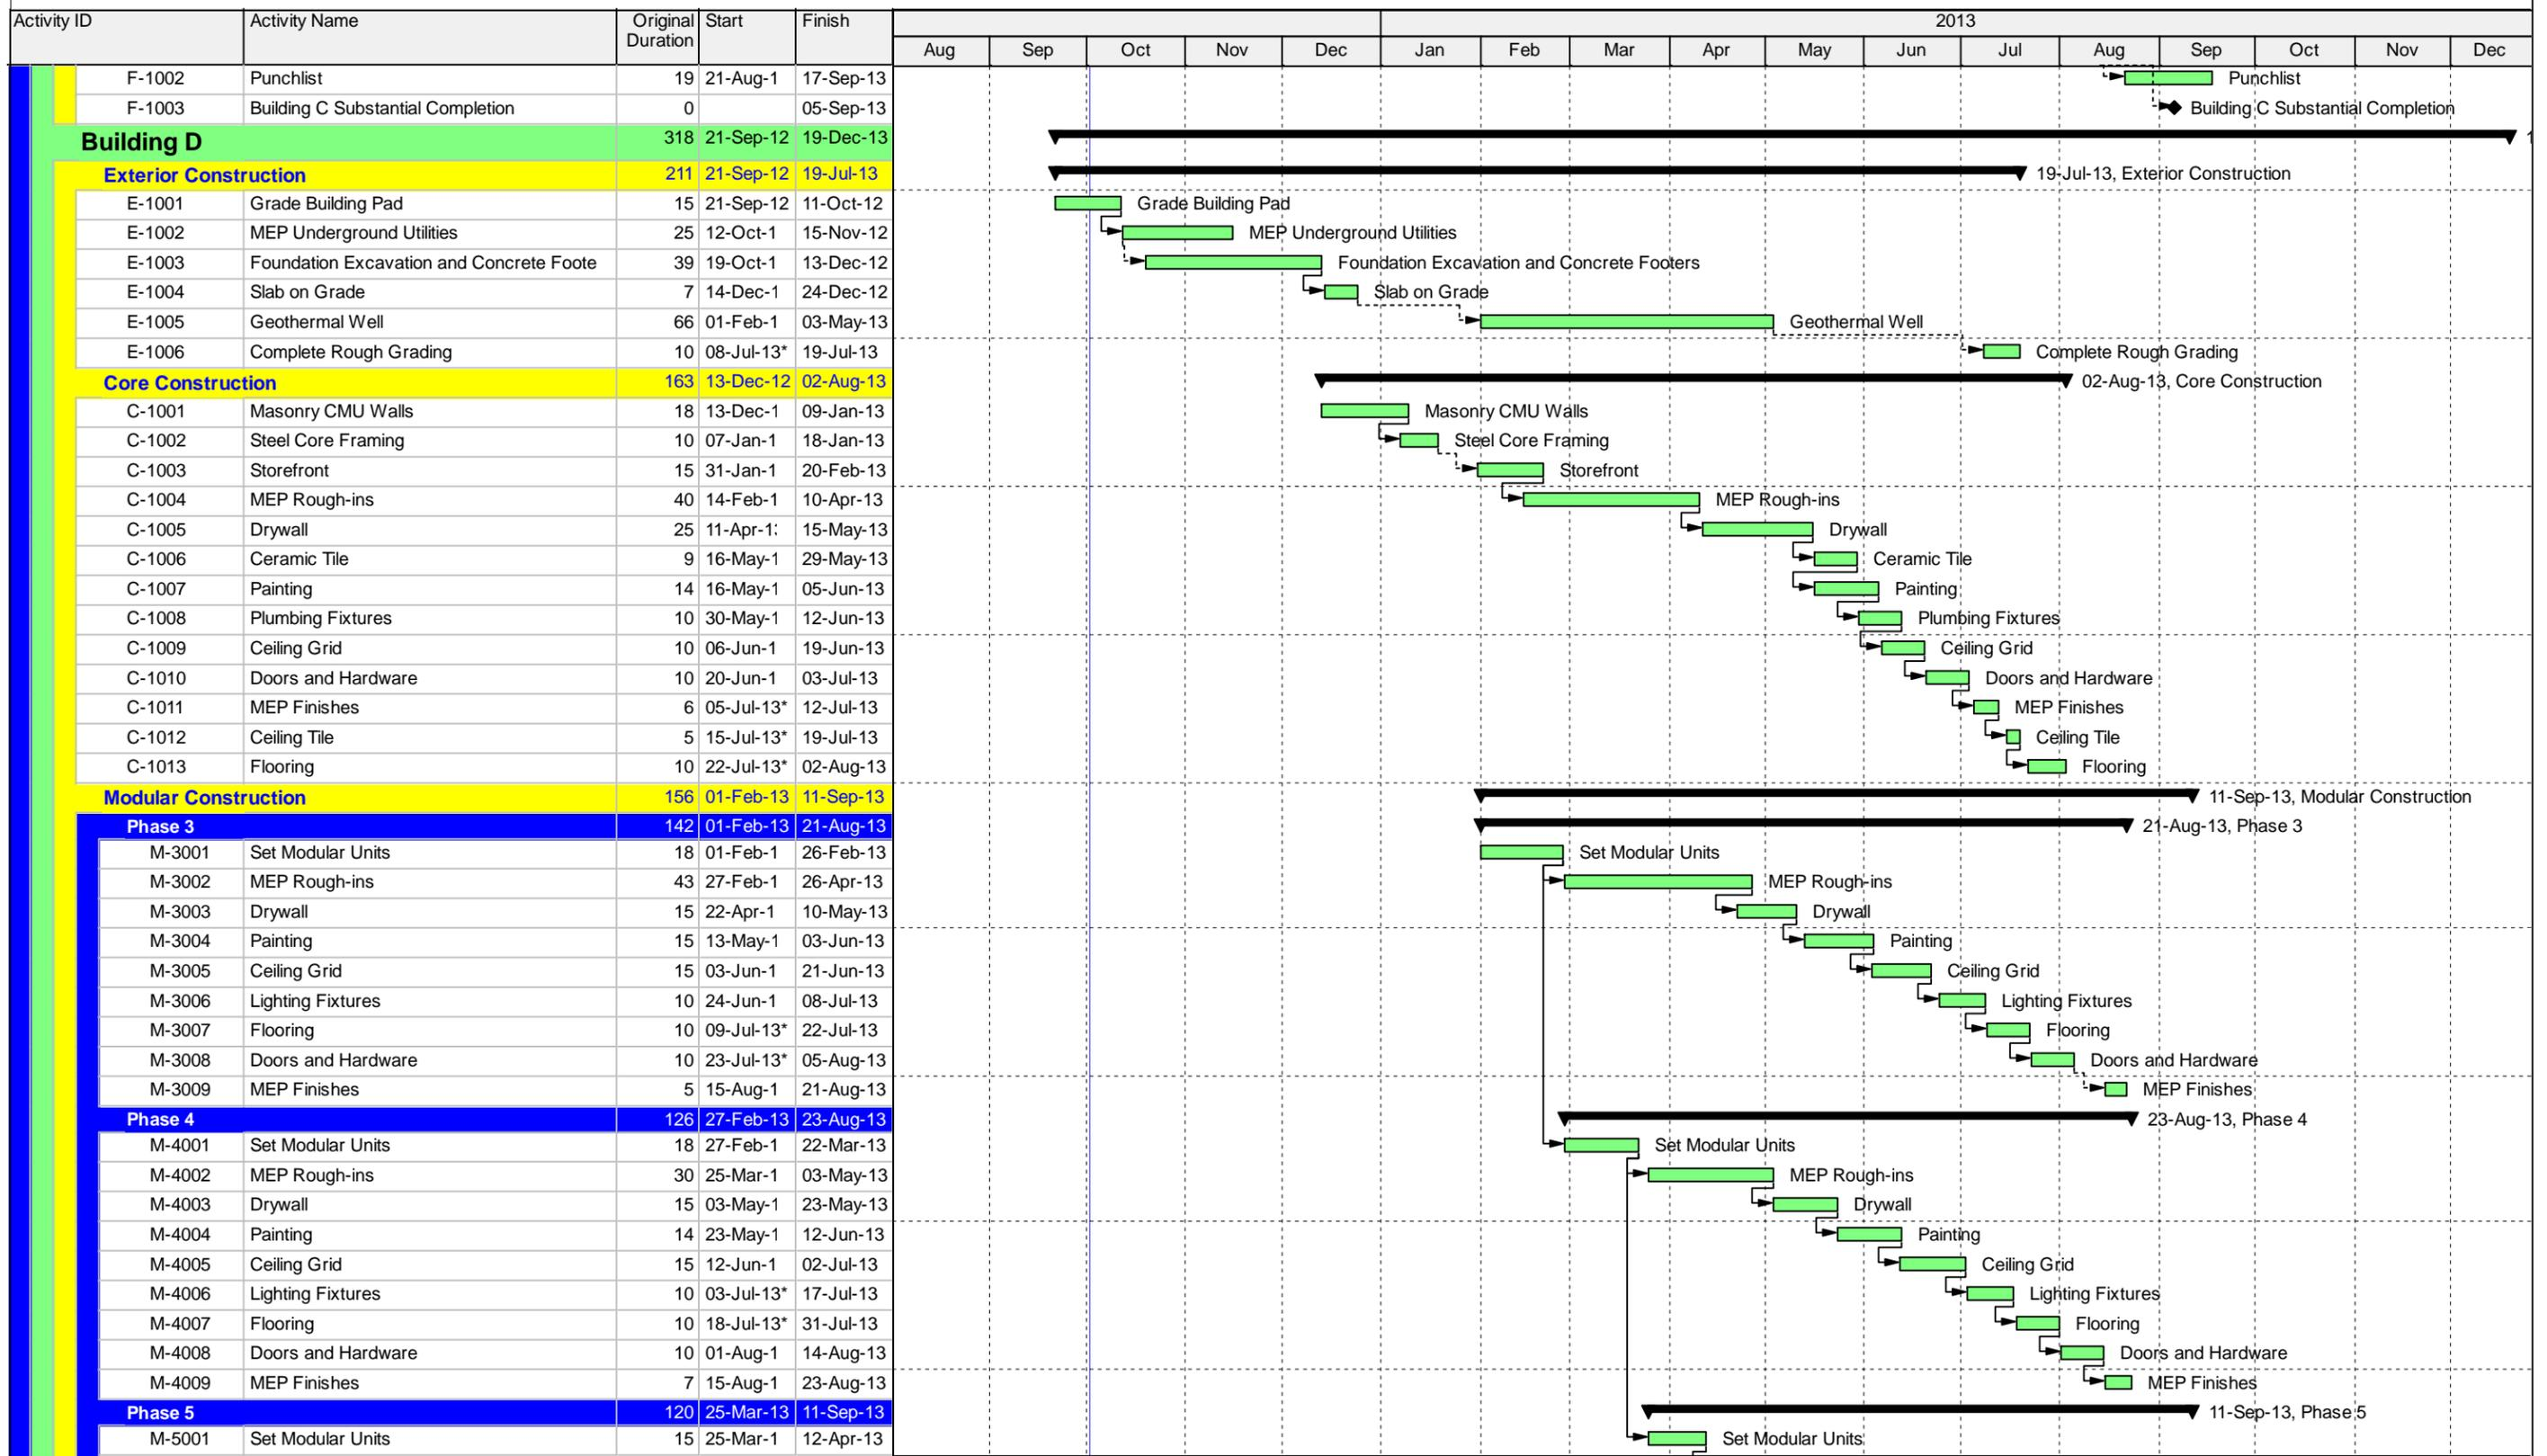 Activity ID Activity Name Original Duration Start Finish 2013
Aug Sep Oct Nov Dec Jan Feb Mar Apr May Jun Jul Aug Sep Oct Nov Dec
F-1002 Punchlist 19 21-Aug-1 17-Sep-13 Punchlist
F-1003 Building C Substantial Completion 0 05-Sep-13 Building C Substantial Completion
Building D 318 21-Sep-12 19-Dec-13
Exterior Construction 211 21-Sep-12 19-Jul-13 19-Jul-13, Exterior Construction
E-1001 Grade Building Pad 15 21-Sep-12 11-Oct-12 Grade Building Pad
E-1002 MEP Underground Utilities 25 12-Oct-1 15-Nov-12 MEP Underground Utilities
E-1003 Foundation Excavation and Concrete Foote 39 19-Oct-1 13-Dec-12 Foundation Excavation and Concrete Footers
E-1004 Slab on Grade 7 14-Dec-1 24-Dec-12 Slab on Grade
E-1005 Geothermal Well 66 01-Feb-1 03-May-13 Geothermal Well
E-1006 Complete Rough Grading 10 08-Jul-13* 19-Jul-13 Complete Rough Grading
Core Construction 163 13-Dec-12 02-Aug-13 02-Aug-13, Core Construction
C-1001 Masonry CMU Walls 18 13-Dec-1 09-Jan-13 Masonry CMU Walls
C-1002 Steel Core Framing 10 07-Jan-1 18-Jan-13 Steel Core Framing
C-1003 Storefront 15 31-Jan-1 20-Feb-13 Storefront
C-1004 MEP Rough-ins 40 14-Feb-1 10-Apr-13 MEP Rough-ins
C-1005 Drywall 25 11-Apr-1 15-May-13 Drywall
C-1006 Ceramic Tile 9 16-May-1 29-May-13 Ceramic Tile
C-1007 Painting 14 16-May-1 05-Jun-13 Painting
C-1008 Plumbing Fixtures 10 30-May-1 12-Jun-13 Plumbing Fixtures
C-1009 Ceiling Grid 10 06-Jun-1 19-Jun-13 Ceiling Grid
C-1010 Doors and Hardware 10 20-Jun-1 03-Jul-13 Doors and Hardware
C-1011 MEP Finishes 6 05-Jul-13* 12-Jul-13 MEP Finishes
C-1012 Ceiling Tile 5 15-Jul-13* 19-Jul-13 Ceiling Tile
C-1013 Flooring 10 22-Jul-13* 02-Aug-13 Flooring
Modular Construction 156 01-Feb-13 11-Sep-13 11-Sep-13, Modular Construction
Phase 3 142 01-Feb-13 21-Aug-13 21-Aug-13, Phase 3
M-3001 Set Modular Units 18 01-Feb-1 26-Feb-13 Set Modular Units
M-3002 MEP Rough-ins 43 27-Feb-1 26-Apr-13 MEP Rough-ins
M-3003 Drywall 15 22-Apr-1 10-May-13 Drywall
M-3004 Painting 15 13-May-1 03-Jun-13 Painting
M-3005 Ceiling Grid 15 03-Jun-1 21-Jun-13 Ceiling Grid
M-3006 Lighting Fixtures 10 24-Jun-1 08-Jul-13 Lighting Fixtures
M-3007 Flooring 10 09-Jul-13* 22-Jul-13 Flooring
M-3008 Doors and Hardware 10 23-Jul-13* 05-Aug-13 Doors and Hardware
M-3009 MEP Finishes 5 15-Aug-1 21-Aug-13 MEP Finishes
Phase 4 126 27-Feb-13 23-Aug-13 23-Aug-13, Phase 4
M-4001 Set Modular Units 18 27-Feb-1 22-Mar-13 Set Modular Units
M-4002 MEP Rough-ins 30 25-Mar-1 03-May-13 MEP Rough-ins
M-4003 Drywall 15 03-May-1 23-May-13 Drywall
M-4004 Painting 14 23-May-1 12-Jun-13 Painting
M-4005 Ceiling Grid 15 12-Jun-1 02-Jul-13 Ceiling Grid
M-4006 Lighting Fixtures 10 03-Jul-13* 17-Jul-13 Lighting Fixtures
M-4007 Flooring 10 18-Jul-13* 31-Jul-13 Flooring
M-4008 Doors and Hardware 10 01-Aug-1 14-Aug-13 Doors and Hardware
M-4009 MEP Finishes 7 15-Aug-1 23-Aug-13 MEP Finishes
Phase 5 120 25-Mar-13 11-Sep-13 11-Sep-13, Phase 5
M-5001 Set Modular Units 15 25-Mar-1 12-Apr-13 Set Modular Units